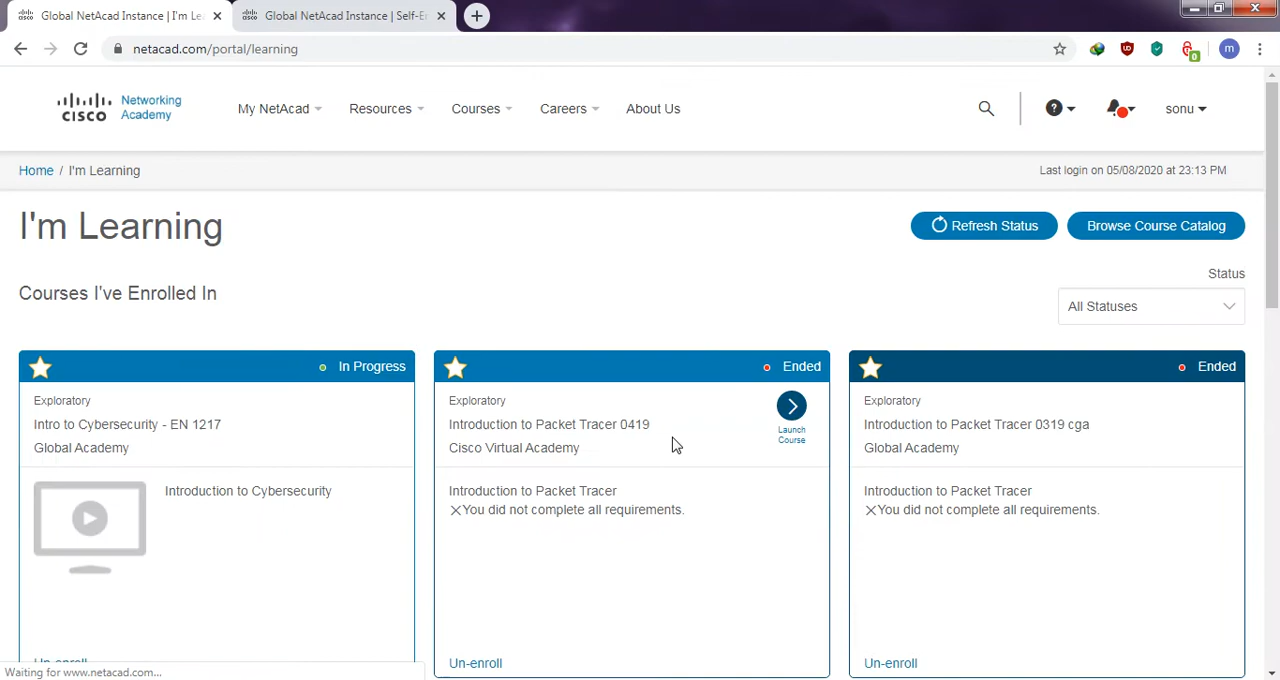 Global NetAcad Instance | I'm Le
Global NetAcad Instance | Self-E
netacad.com/portal/learning
m
0
CISCO
Networking
Academy
My NetAcad
Resources
Courses
Careers
About Us
sonu
Home / I'm Learning
Last login on 05/08/2020 at 23:13 PM
I'm Learning
Refresh Status
Browse Course Catalog
Status
Courses I've Enrolled In
All Statuses
In Progress
Exploratory
Intro to Cybersecurity - EN 1217
Global Academy
Introduction to Cybersecurity
Ended
Exploratory
Introduction to Packet Tracer 0419
Cisco Virtual Academy
Launch
Course
Introduction to Packet Tracer
You did not complete all requirements.
Un-enroll
Ended
Exploratory
Introduction to Packet Tracer 0319 cga
Global Academy
Introduction to Packet Tracer
You did not complete all requirements.
Un-enroll
Waiting for www.netacad.com...